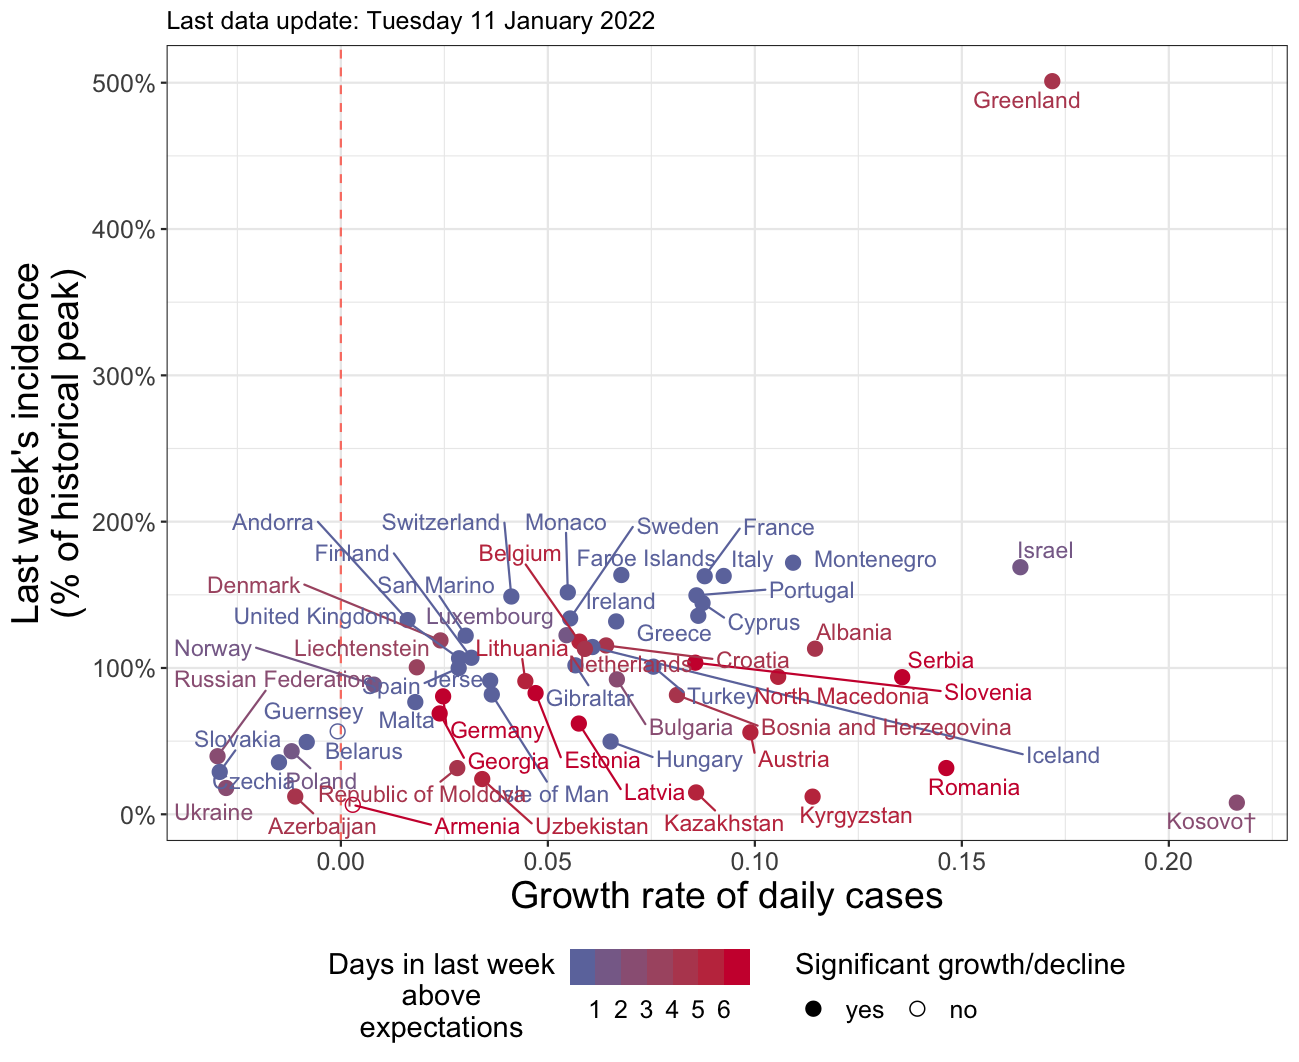 Last data update: Tuesday 11 January 2022
500%
Greenland
400%
300%
200%
100%
0%
Last week's incidence
(% of historical peak)
Andorra
Switzerland
Monaco
Sweden
France
Finland
Belgium
Faroe Islands
Italy
Montenegro
Israel
Denmark
San Marino
Ireland
Portugal
United Kingdom
Luxembourg
Greece
Cyprus
Albania
Norway
Liechtenstein
Lithuania
Netherlands
Croatia
Serbia
Russian Federation
Spain
Jersey
Gibraltar
Turkey
North Macedonia
Slovenia
Guernsey
Malta
Germany
Bulgaria
Bosnia and Herzegovina
Slovakia
Belarus
Georgia
Estonia
Hungary
Austria
Iceland
Czechia
Poland
Republic of Moldova
Isle of Man
Latvia
Romania
Ukraine
Azerbaijan
Armenia
Uzbekistan
Kazakhstan
Kyrgyzstan
Kosovo†
0.00 0.05 0.10 0.15 0.20
Growth rate of daily cases
Days in last week
above
expectations
1 2 3 4 5 6
Significant growth/decline
yes no